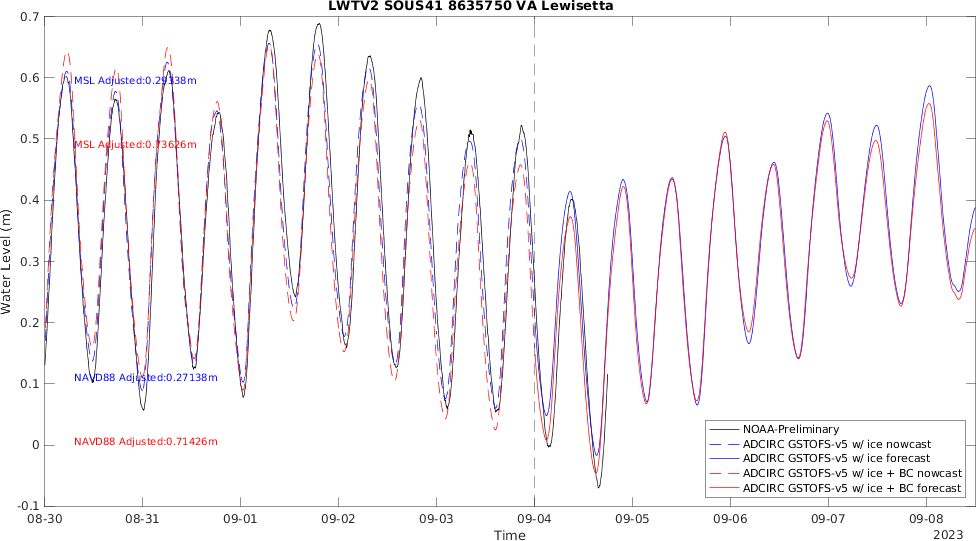 LWTV2 SOUS41 8635750 VA Lewisetta
Water Level (m)
0.7
0.6
0.5
0.4
0.3
0.2
0.1
0
-0.1
MSL Adjusted:0.29338m
MSL Adjusted:0.73626m
NAVD88 Adjusted:0.27138m
NAVD88 Adjusted:0.71426m
NOAA-Preliminary
ADCIRC GSTOFS-v5 w/ ice nowcast
ADCIRC GSTOFS-v5 w/ ice forecast
ADCIRC GSTOFS-v5 w/ ice + BC nowcast
ADCIRC GSTOFS-v5 w/ ice + BC forecast
08-30 08-31 09-01 09-02 09-03 09-04 09-05 09-06 09-07 09-08
Time
2023